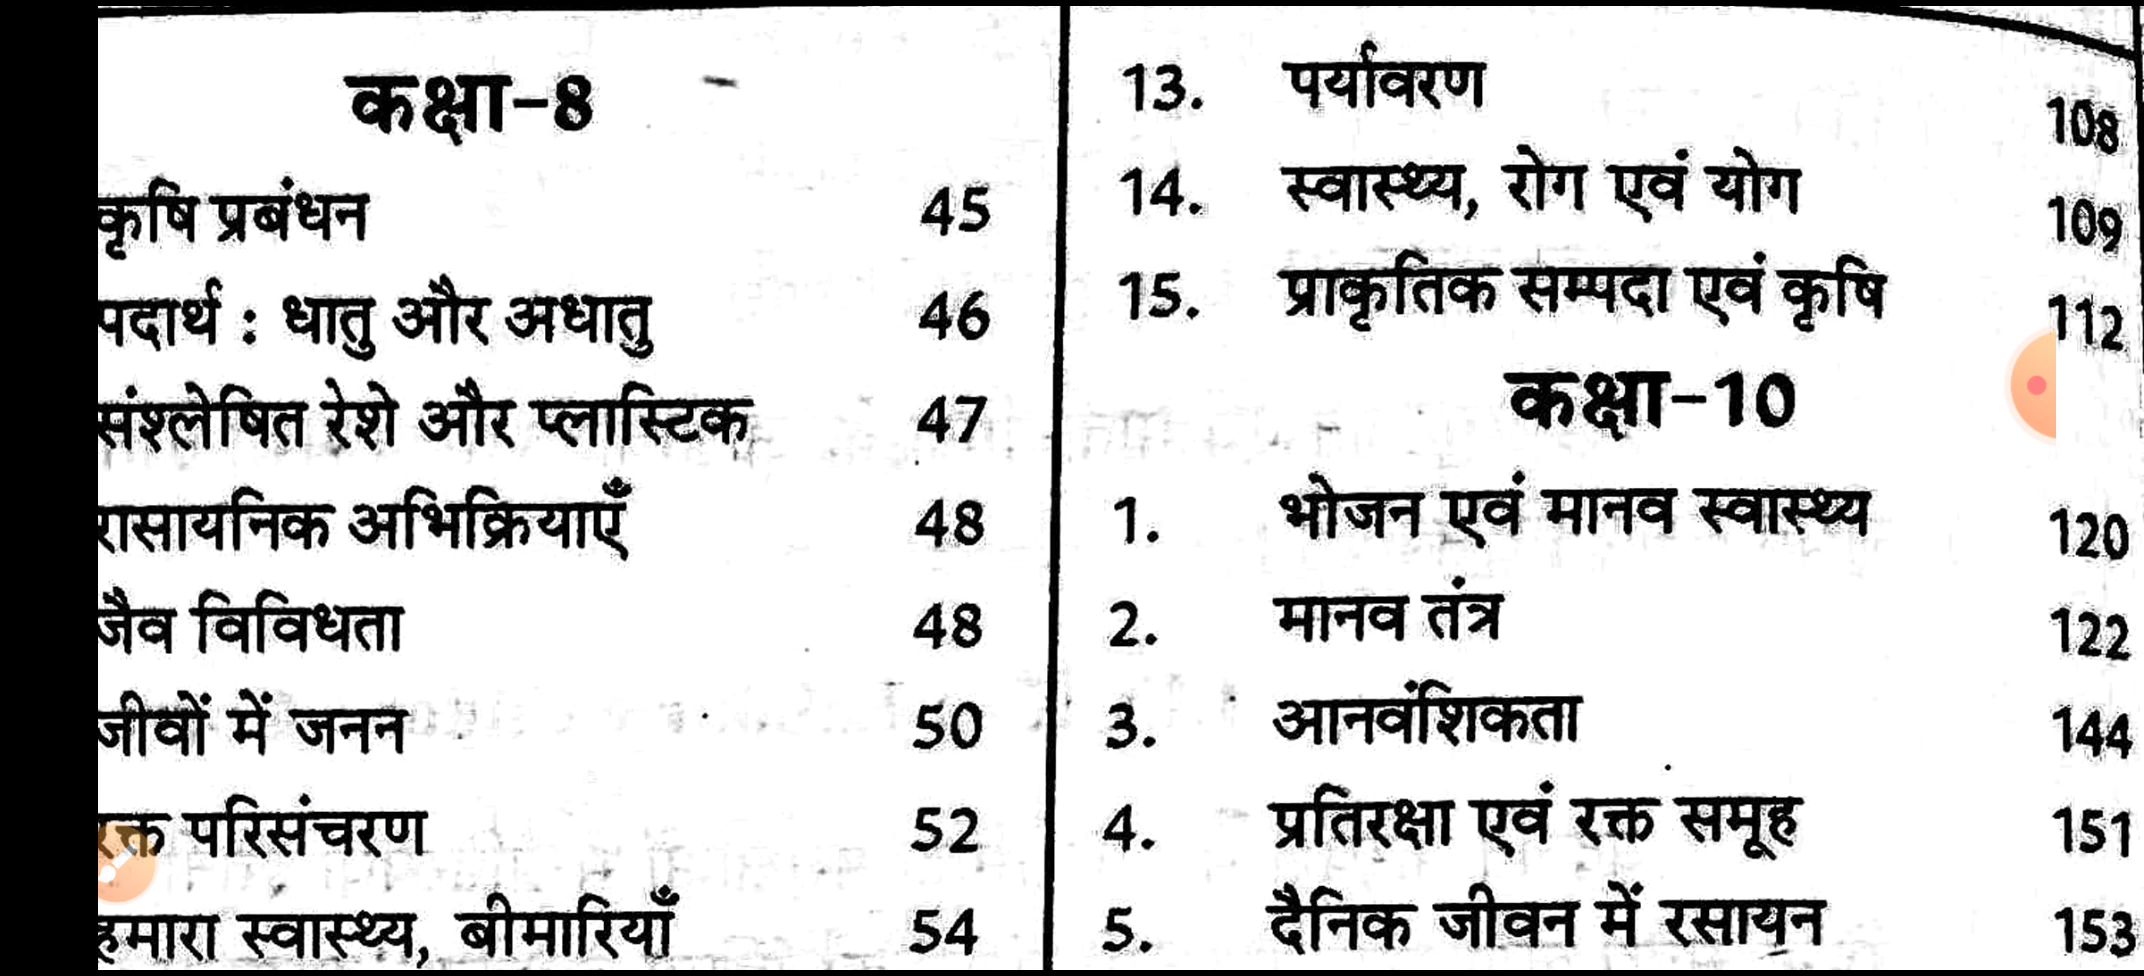 कक्षा-8
कृषि प्रबंधन 45
पदार्थ : धातु और अधातु 46
संश्लेषित रेशे और प्लास्टिक 47
रासायनिक अभिक्रियाएँ 48
जैव विविधता 48
जीवों में जनन 50
रक्त परिसंचरण 52
हमारा स्वास्थ्य, बीमारियाँ 54
13. पर्यावरण 108
14. स्वास्थ्य, रोग एवं योग 109
15. प्राकृतिक सम्पदा एवं कृषि 112
कक्षा-10
1. भोजन एवं मानव स्वास्थ्य 120
2. मानव तंत्र 122
3. आनवंशिकता 144
4. प्रतिरक्षा एवं रक्त समूह 151
5. दैनिक जीवन में रसायन 153